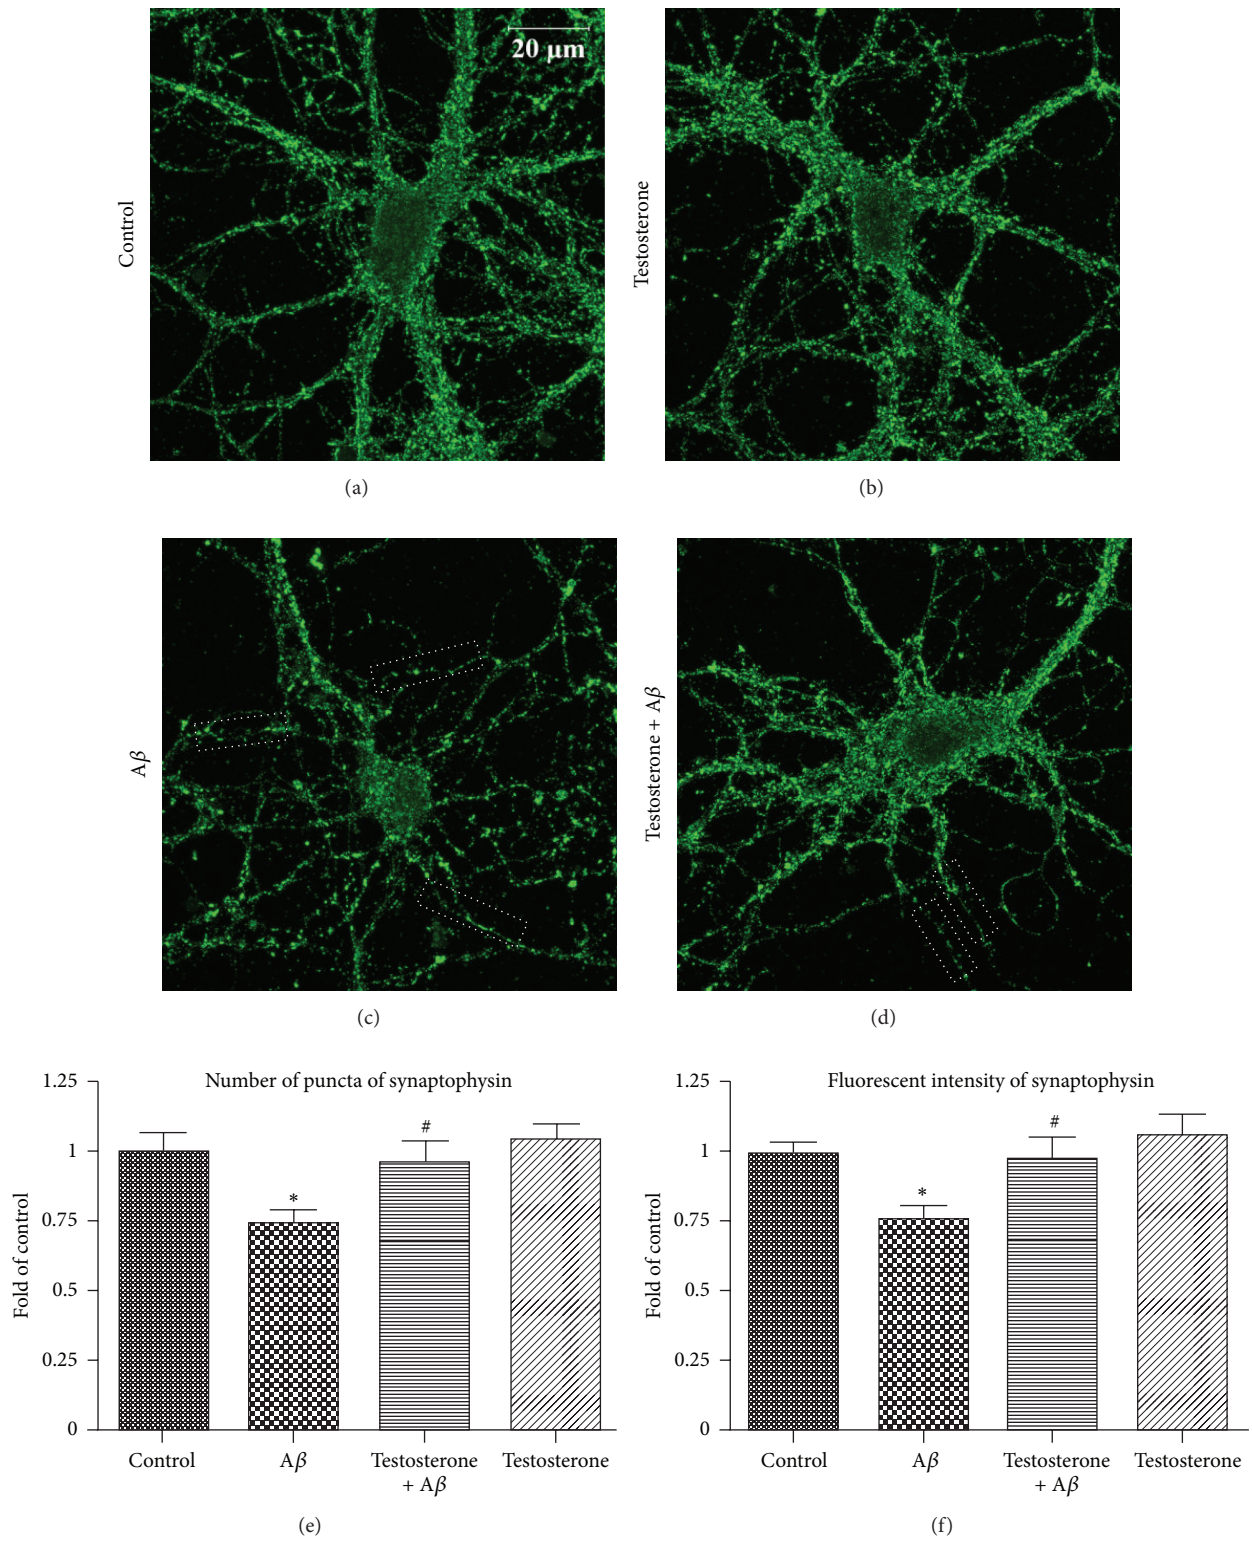 20 μm
Control
Testosterone
(a)
(b)
Aβ
Testosterone + Aβ
(c)
(d)
Number of puncta of synaptophysin
Fold of control
1.25
1
0.75
0.5
0.25
0
*
#
Control
Aβ
Testosterone
+ Aβ
Testosterone
(e)
Fluorescent intensity of synaptophysin
Fold of control
1.25
1
0.75
0.5
0.25
0
*
#
Control
Aβ
Testosterone
+ Aβ
Testosterone
(f)